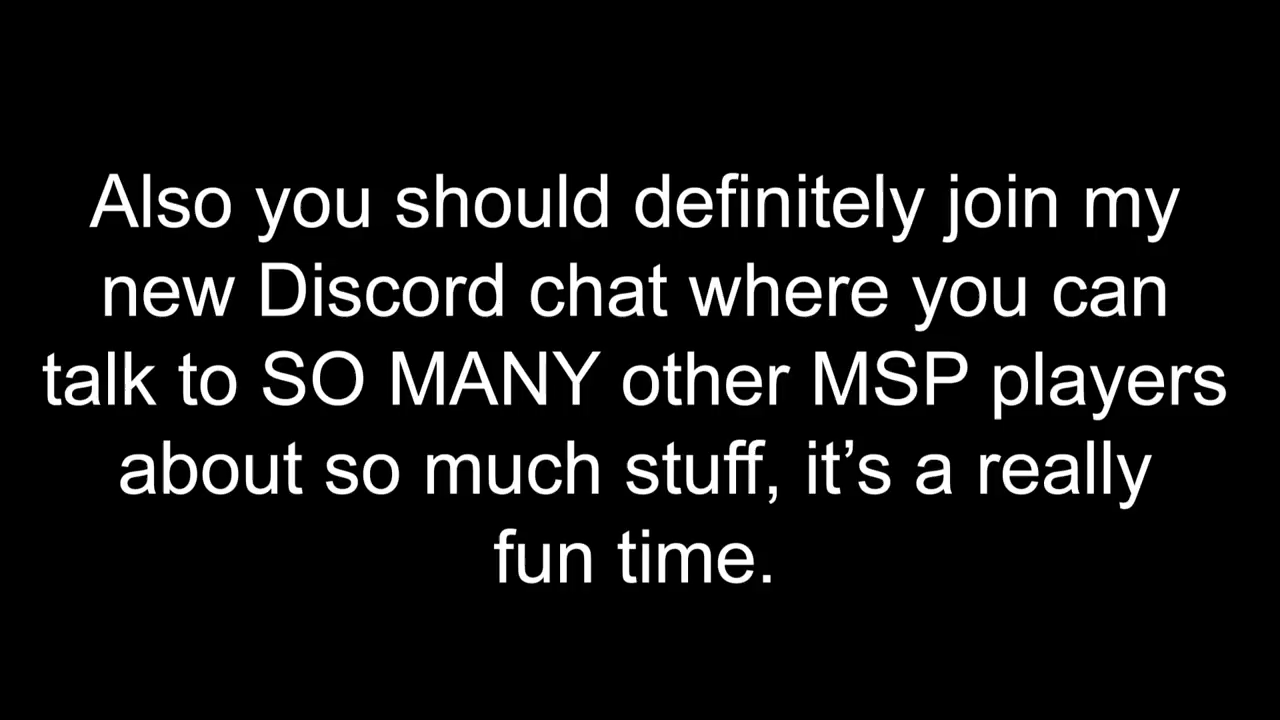 Also you should definitely join my
new Discord chat where you can
talk to SO MANY other MSP players
about so much stuff, it’s a really
fun time.